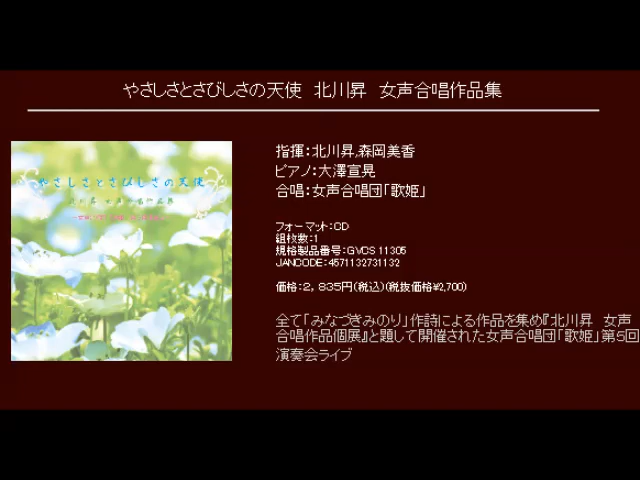 やさしさとさびしさの天使　北川昇　女声合唱作品集
やさしさとさびしさの天使
北川昇 女声合唱作品集
指揮：北川昇,森岡美香
ピアノ：大澤宣晃
合唱：女声合唱団「歌姫」
フォーマット：CD
組枚数：1
規格製品番号：GVCS 11305
JANCODE：4571132731132
価格：2，835円(税込)(税抜価格¥2,700)
全て「みなづきみのり」作詩による作品を集め『北川昇　女声
合唱作品個展』と題して開催された女声合唱団「歌姫」第5回
演奏会ライブ